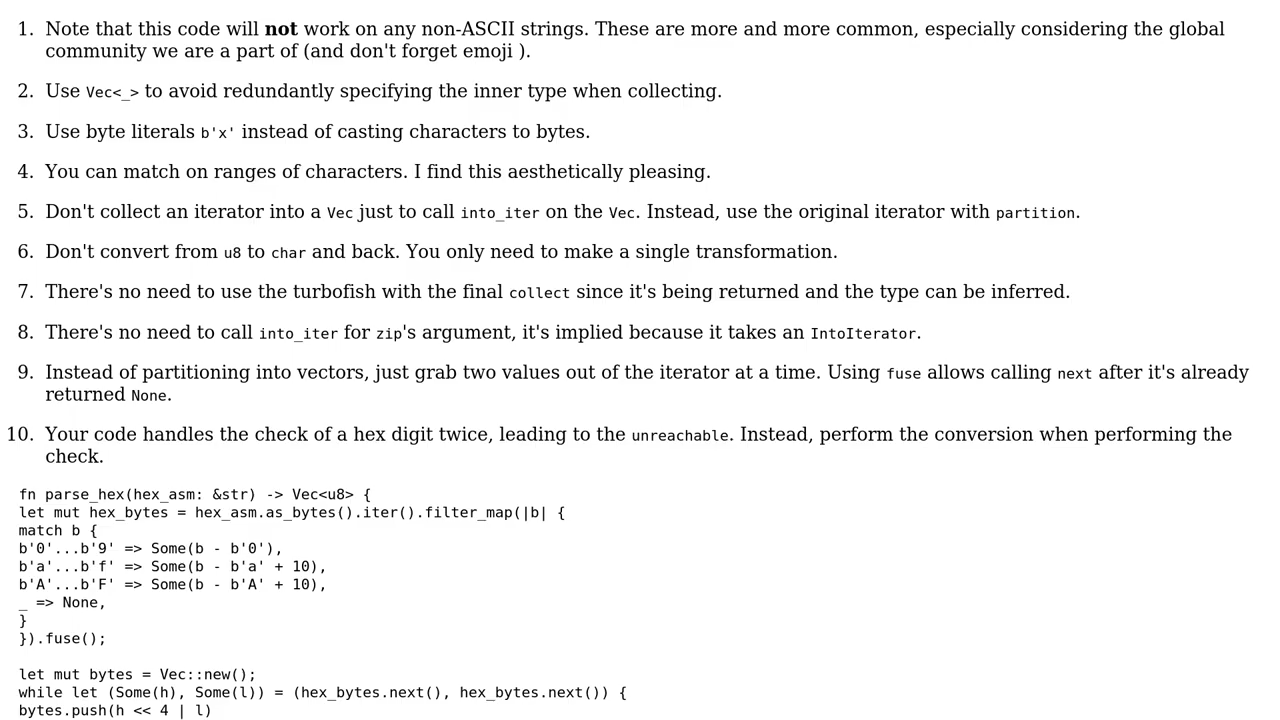 1. Note that this code will not work on any non-ASCII strings. These are more and more common, especially considering the global
community we are a part of (and don't forget emoji ).
2. Use Vec<_> to avoid redundantly specifying the inner type when collecting.
3. Use byte literals b'x' instead of casting characters to bytes.
4. You can match on ranges of characters. I find this aesthetically pleasing.
5. Don't collect an iterator into a Vec just to call into_iter on the Vec. Instead, use the original iterator with partition.
6. Don't convert from u8 to char and back. You only need to make a single transformation.
7. There's no need to use the turbofish with the final collect since it's being returned and the type can be inferred.
8. There's no need to call into_iter for zip's argument, it's implied because it takes an IntoIterator.
9. Instead of partitioning into vectors, just grab two values out of the iterator at a time. Using fuse allows calling next after it's already
returned None.
10. Your code handles the check of a hex digit twice, leading to the unreachable. Instead, perform the conversion when performing the
check.
fn parse_hex(hex_asm: &str) -> Vec<u8> {
let mut hex_bytes = hex_asm.as_bytes().iter().filter_map(|b| {
match b {
b'0'...b'9' => Some(b - b'0'),
b'a'...b'f' => Some(b - b'a' + 10),
b'A'...b'F' => Some(b - b'A' + 10),
_ => None,
}
}).fuse();
let mut bytes = Vec::new();
while let (Some(h), Some(l)) = (hex_bytes.next(), hex_bytes.next()) {
bytes.push(h << 4 | l)